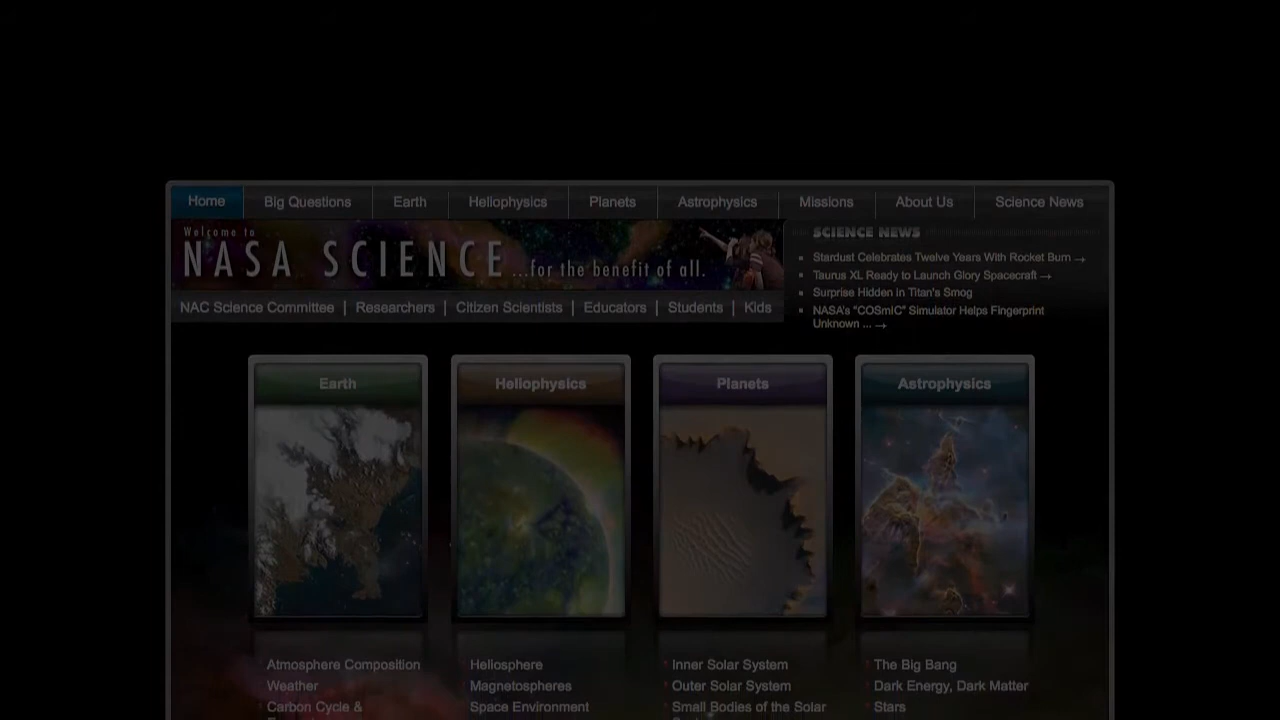 Home Big Questions Earth Heliophysics Planets Astrophysics Missions About Us Science News
Welcome to
NASA SCIENCE ...for the benefit of all.
NAC Science Committee | Researchers | Citizen Scientists | Educators | Students | Kids
SCIENCE NEWS
Stardust Celebrates Twelve Years With Rocket Burn →
Taurus XL Ready to Launch Glory Spacecraft →
Surprise Hidden in Titan's Smog
NASA's "COSmIC" Simulator Helps Fingerprint
Unknown ... →
Earth
Heliophysics
Planets
Astrophysics
Atmosphere Composition
Weather
Carbon Cycle &
Heliosphere
Magnetospheres
Space Environment
Inner Solar System
Outer Solar System
Small Bodies of the Solar
The Big Bang
Dark Energy, Dark Matter
Stars